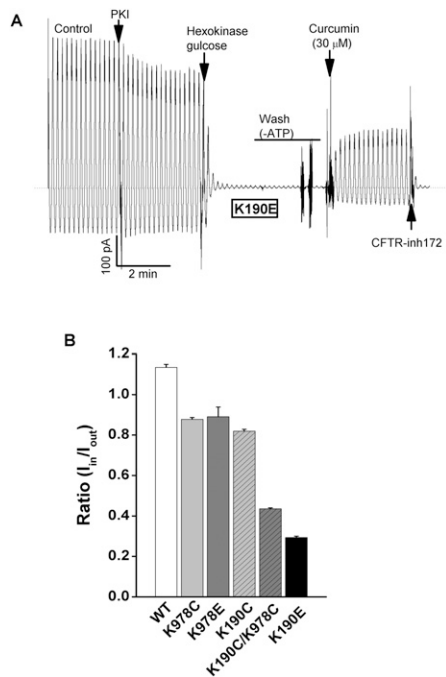 A
Control
PKI
Hexokinase
gulcose
Curcumin
(30 μM)
Wash
(-ATP)
K190E
100 pA
2 min
CFTR-inh172
B
Ratio (Iin/Iout)
1.2
1.0
0.8
0.6
0.4
0.2
0.0
WT
K978C
K978E
K190C
K190C/K978C
K190E